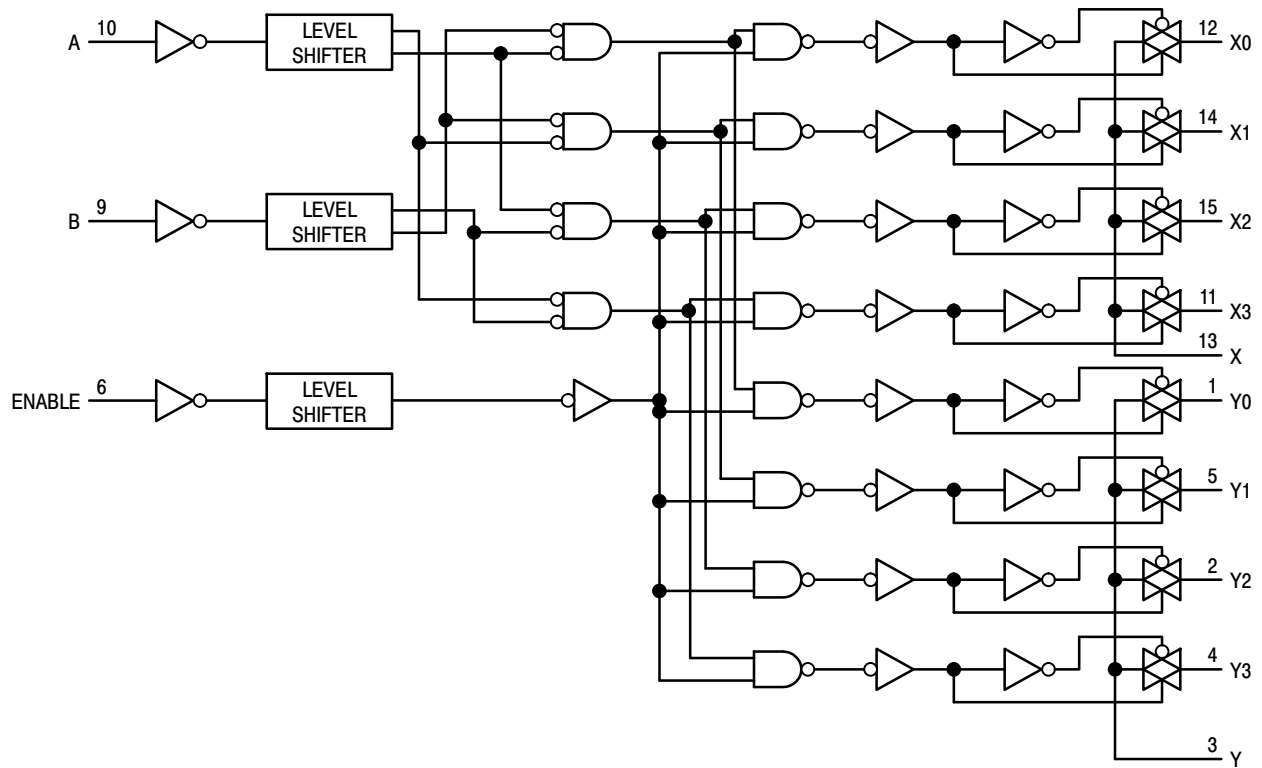 A 10 LEVEL SHIFTER 12 X0
14 X1
B 9 LEVEL SHIFTER 15 X2
11 X3
13 X
ENABLE 6 LEVEL SHIFTER 1 Y0
5 Y1
2 Y2
4 Y3
3 Y